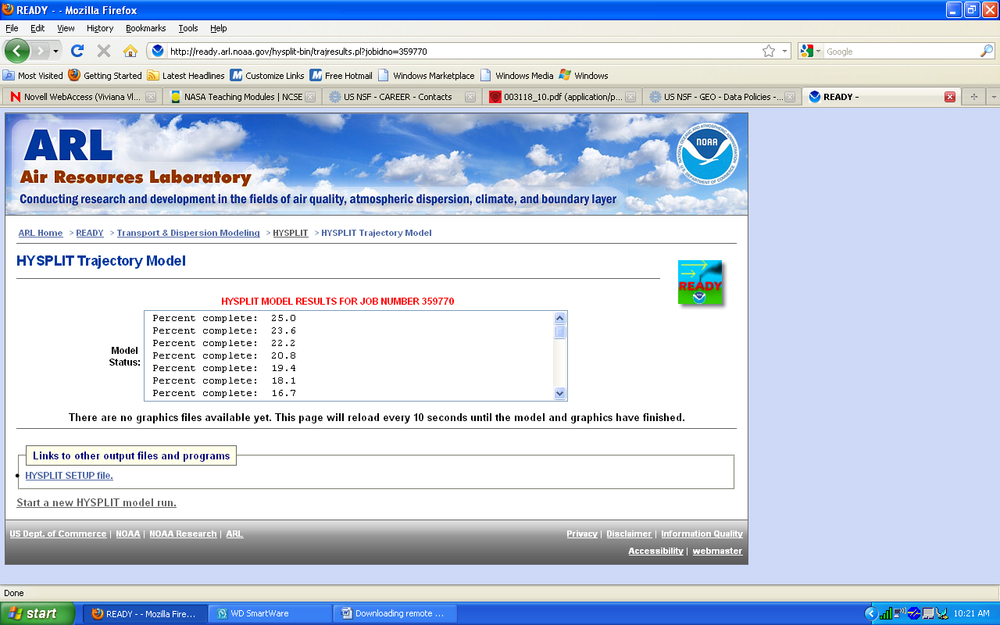 READY - - Mozilla Firefox
File Edit View History Bookmarks Tools Help
http://ready.arl.noaa.gov/hysplit-bin/trajresults.pl?jobidno=359770
Google
Most Visited Getting Started Latest Headlines Customize Links Free Hotmail Windows Marketplace Windows Media Windows
Novell WebAccess (Viviana Vl... NASA Teaching Modules | NCSE US NSF - CAREER - Contacts 003118_10.pdf (application/p... US NSF - GEO - Data Policies -... READY -
ARL
Air Resources Laboratory
Conducting research and development in the fields of air quality, atmospheric dispersion, climate, and boundary layer
NOAA
ARL Home > READY > Transport & Dispersion Modeling > HYSPLIT > HYSPLIT Trajectory Model
HYSPLIT Trajectory Model
READY
HYSPLIT MODEL RESULTS FOR JOB NUMBER 359770
Model Status:
Percent complete: 25.0
Percent complete: 23.6
Percent complete: 22.2
Percent complete: 20.8
Percent complete: 19.4
Percent complete: 18.1
Percent complete: 16.7
There are no graphics files available yet. This page will reload every 10 seconds until the model and graphics have finished.
Links to other output files and programs
HYSPLIT SETUP file.
Start a new HYSPLIT model run.
US Dept. of Commerce | NOAA | NOAA Research | ARL
Privacy | Disclaimer | Information Quality
Accessibility | webmaster
Done
start READY - - Mozilla Fire... WD SmartWare Downloading remote ... 10:21 AM